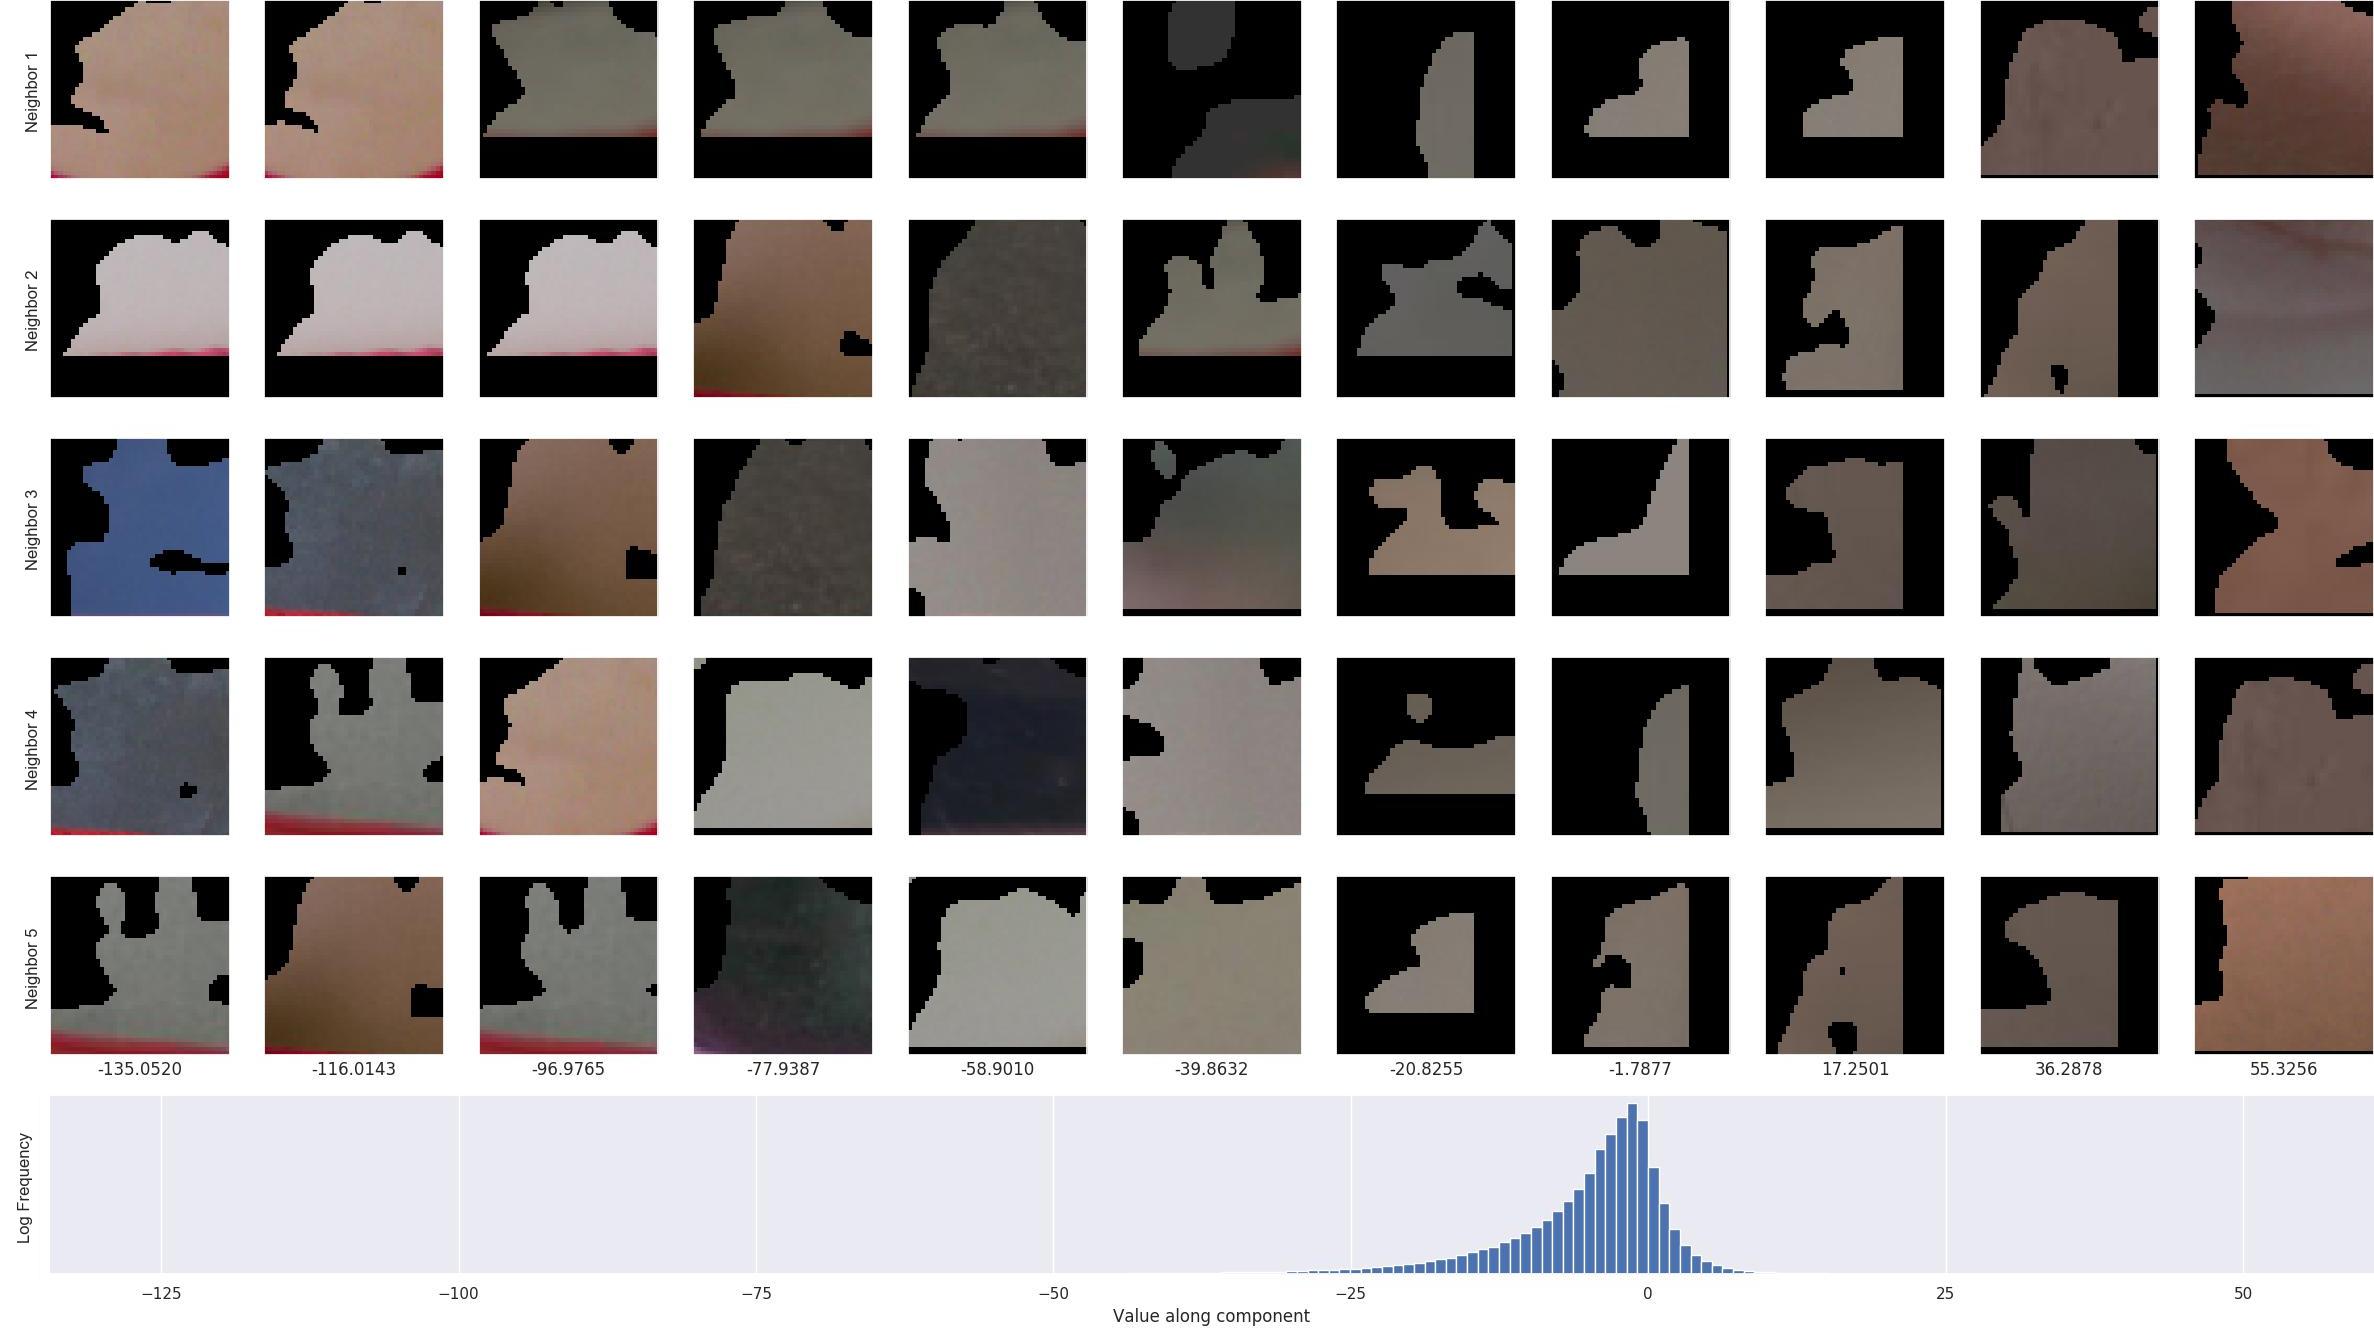 Neighbor 1
Neighbor 2
Neighbor 3
Neighbor 4
Neighbor 5
-135.0520 -116.0143 -96.9765 -77.9387 -58.9010 -39.8632 -20.8255 -1.7877 17.2501 36.2878 55.3256
Log Frequency
−125 −100 −75 −50 −25 0 25 50
Value along component